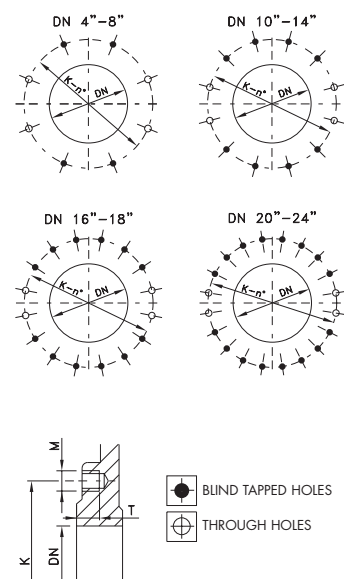 DN 4"-8" DN 10"-14"
K-n° K-n°
DN DN
DN 16"-18" DN 20"-24"
K-n° K-n°
DN DN
M
T
K
DN
BLIND TAPPED HOLES
THROUGH HOLES